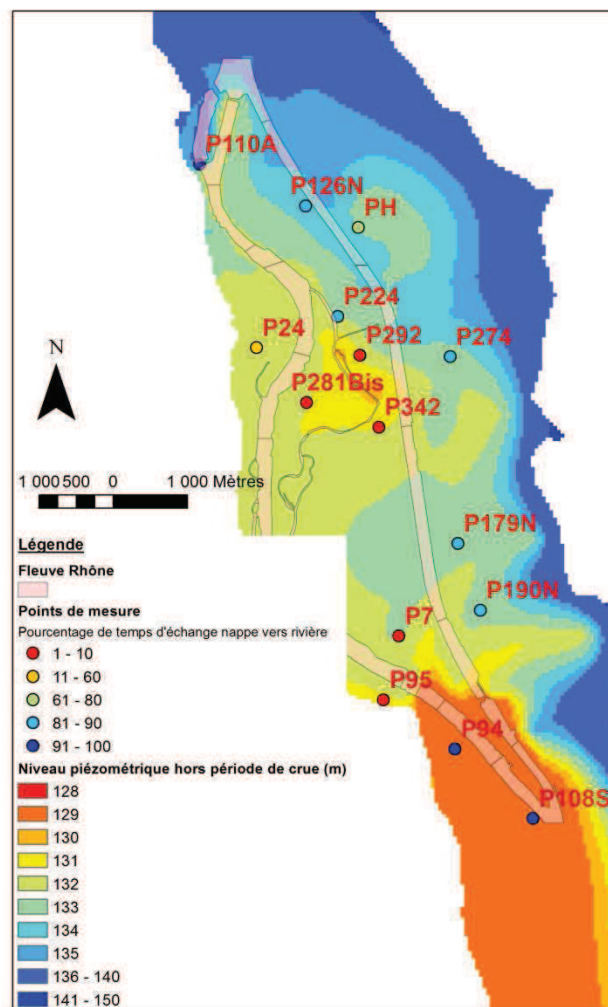 P110A
P126N
PH
P224
P24
P292
P274
N
P281Bis
P342
1 000 500 0 1 000 Mètres
P179N
Légende
Fleuve Rhône
P190N
Points de mesure
Pourcentage de temps d'échange nappe vers rivière
P7
1 - 10
11 - 60
61 - 80
P95
81 - 90
91 - 100
P94
Niveau piézométrique hors période de crue (m)
P108S
128
129
130
131
132
133
134
135
136 - 140
141 - 150